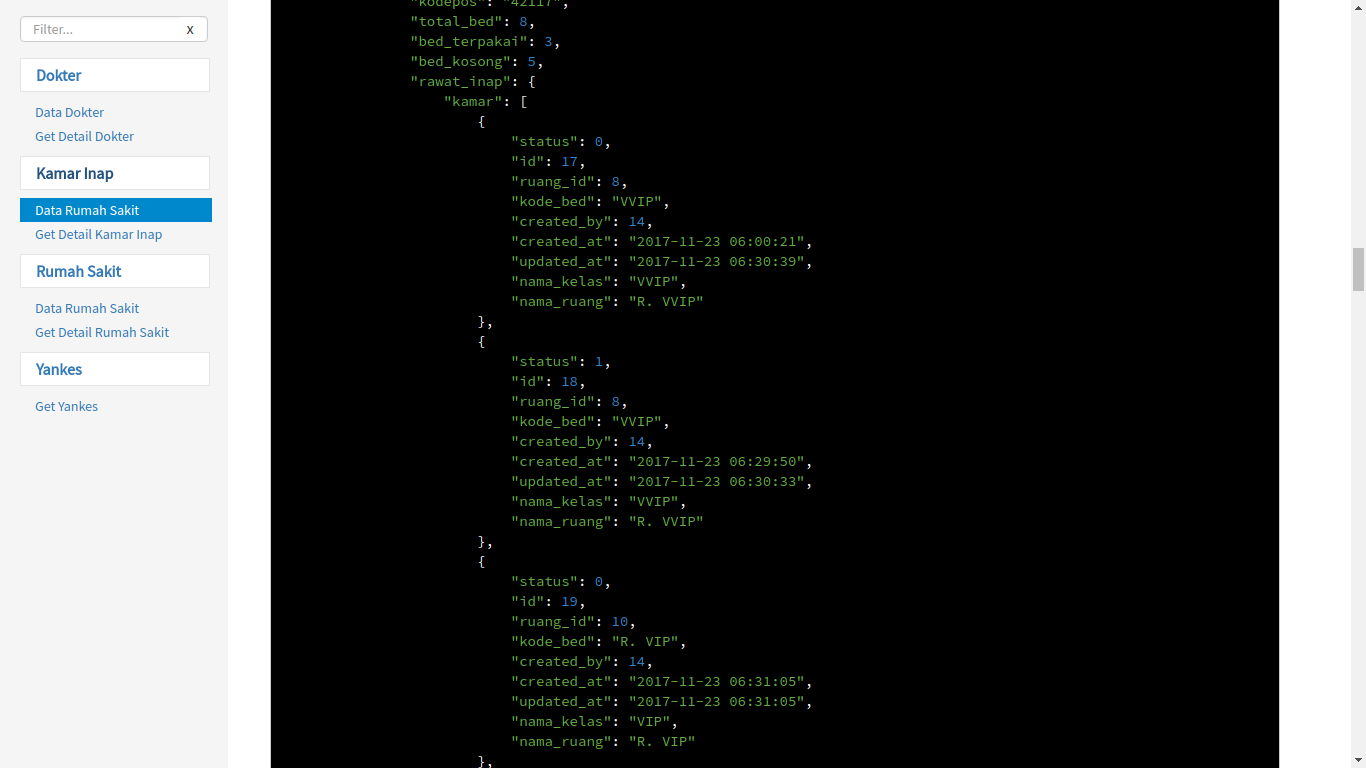 Filter...
x
Dokter
Data Dokter
Get Detail Dokter
Kamar Inap
Data Rumah Sakit
Get Detail Kamar Inap
Rumah Sakit
Data Rumah Sakit
Get Detail Rumah Sakit
Yankes
Get Yankes
"kodepos": "42117",
"total_bed": 8,
"bed_terpakai": 3,
"bed_kosong": 5,
"rawat_inap": {
"kamar": [
{
"status": 0,
"id": 17,
"ruang_id": 8,
"kode_bed": "VVIP",
"created_by": 14,
"created_at": "2017-11-23 06:00:21",
"updated_at": "2017-11-23 06:30:39",
"nama_kelas": "VVIP",
"nama_ruang": "R. VVIP"
},
{
"status": 1,
"id": 18,
"ruang_id": 8,
"kode_bed": "VVIP",
"created_by": 14,
"created_at": "2017-11-23 06:29:50",
"updated_at": "2017-11-23 06:30:33",
"nama_kelas": "VVIP",
"nama_ruang": "R. VVIP"
},
{
"status": 0,
"id": 19,
"ruang_id": 10,
"kode_bed": "R. VIP",
"created_by": 14,
"created_at": "2017-11-23 06:31:05",
"updated_at": "2017-11-23 06:31:05",
"nama_kelas": "VIP",
"nama_ruang": "R. VIP"
},